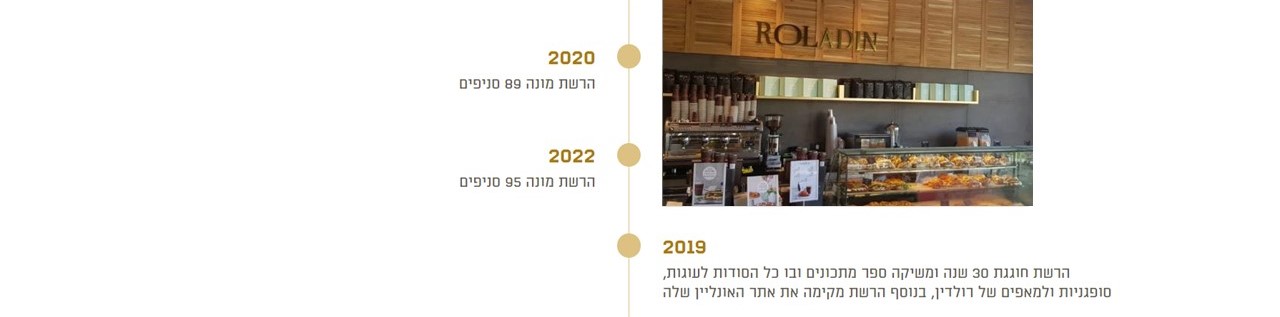 ROLADIN
2020
הרשת מונה 89 סניפים
2022
הרשת מונה 95 סניפים
2019
הרשת חוגגת 30 שנה ומשיקה ספר מתכונים ובו כל הסודות לעוגות,
סופגניות ולמאפים של רולדין, בנוסף הרשת מקימה את אתר האונליין שלה